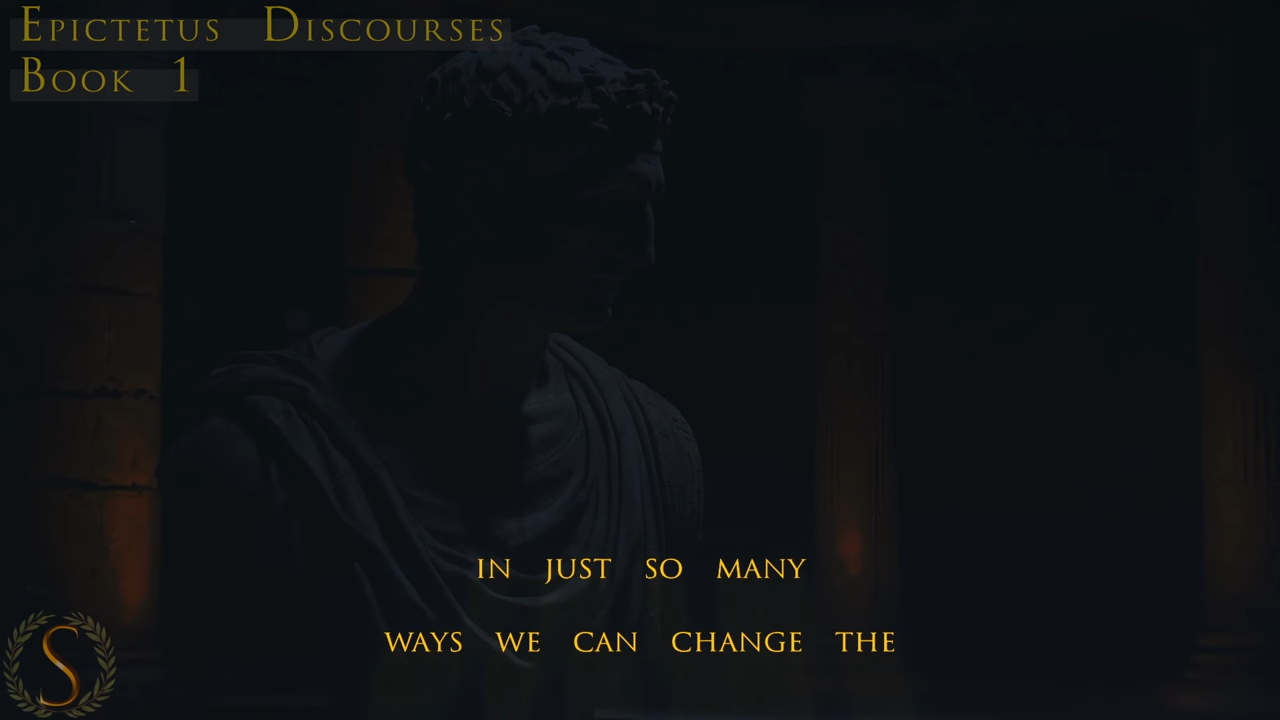 Epictetus Discourses
Book 1
IN JUST SO MANY
WAYS WE CAN CHANGE THE
S